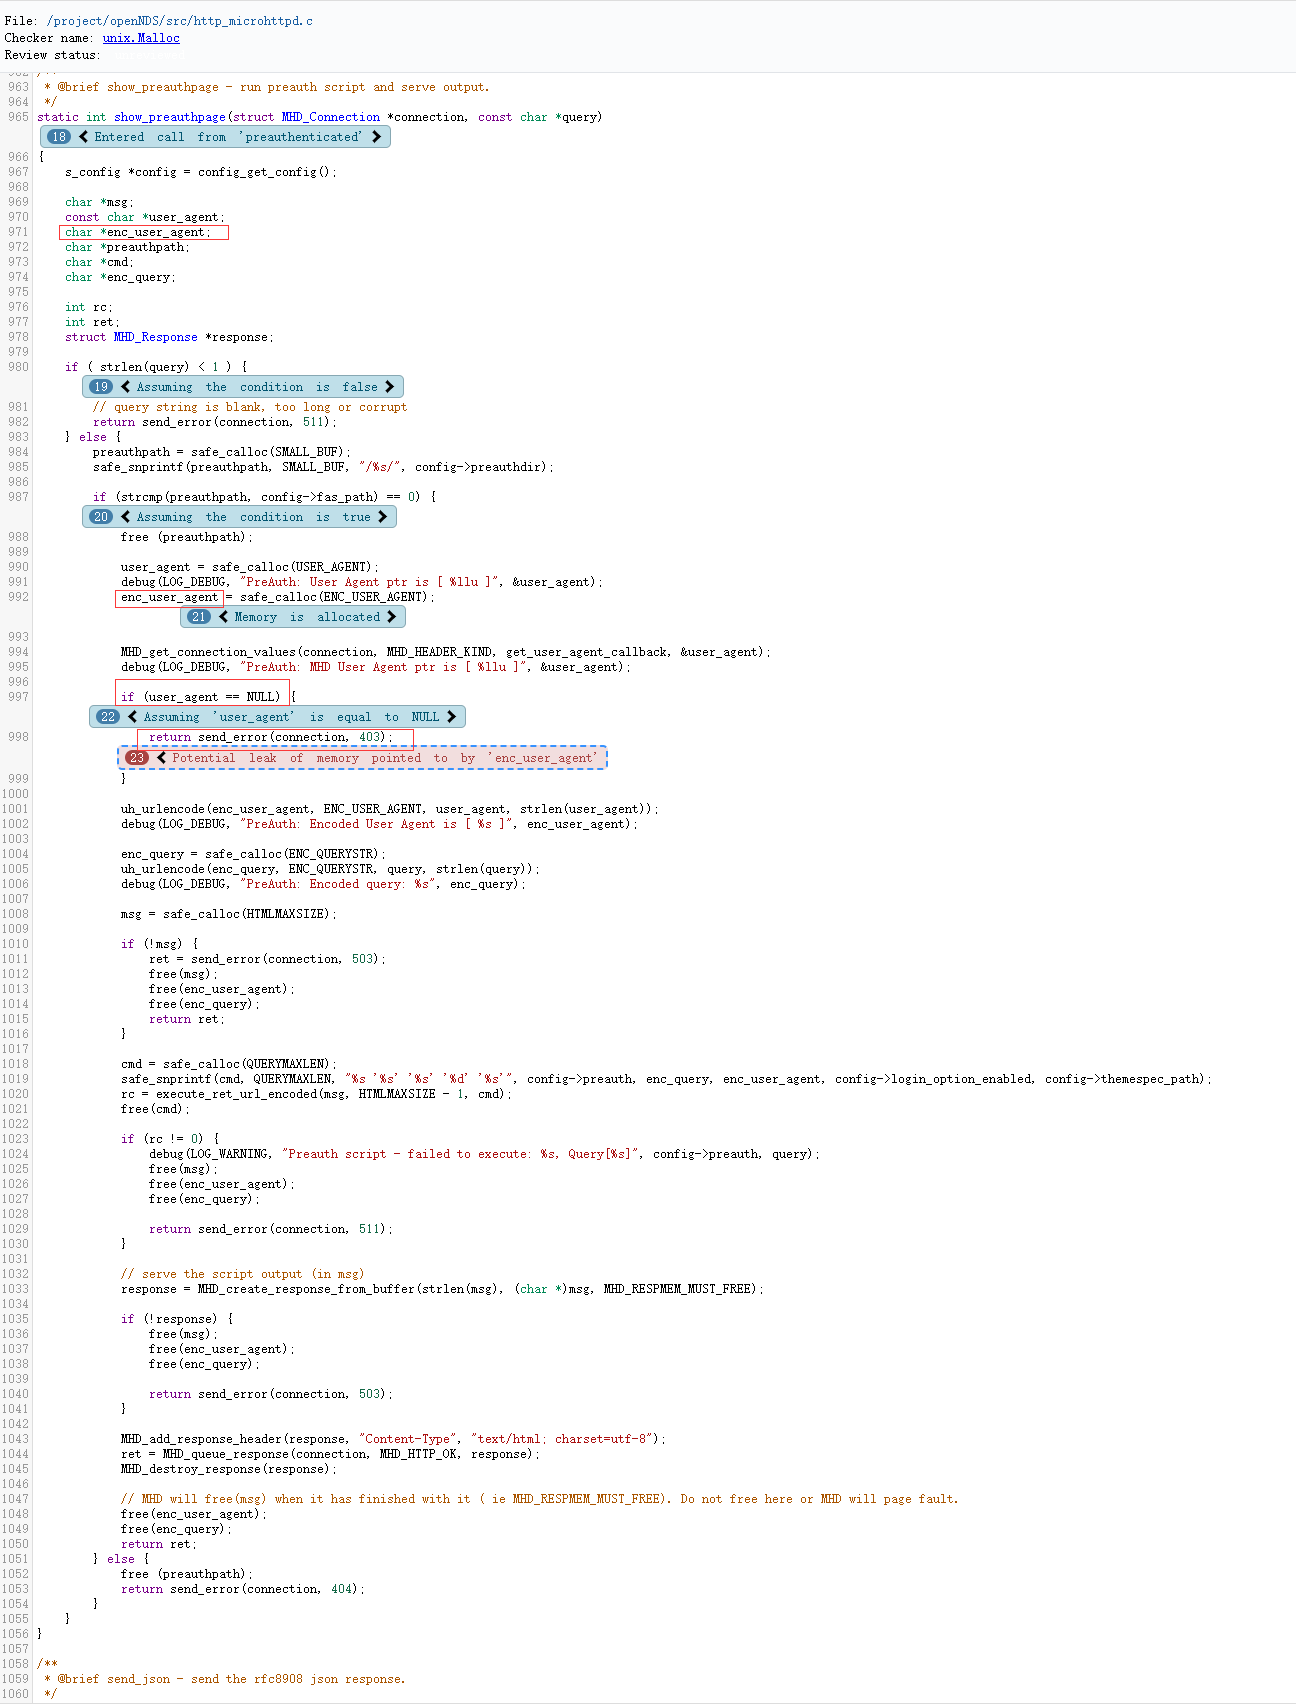 File: /project/openNDS/src/http_microhttpd.c
Checker name: unix.Malloc
Review status:
963 * @brief show_preauthpage - run preauth script and serve output.
964 */
965 static int show_preauthpage(struct MHD_Connection *connection, const char *query)
18 Entered call from 'preauthenticated'
966 {
967 s_config *config = config_get_config();
968
969 char *msg;
970 const char *user_agent;
971 char *enc_user_agent;
972 char *preauthpath;
973 char *cmd;
974 char *enc_query;
975
976 int rc;
977 int ret;
978 struct MHD_Response *response;
979
980 if ( strlen(query) < 1 ) {
19 Assuming the condition is false
981 // query string is blank, too long or corrupt
982 return send_error(connection, 511);
983 } else {
984 preauthpath = safe_calloc(SMALL_BUF);
985 safe_snprintf(preauthpath, SMALL_BUF, "/%s/", config->preauthdir);
986
987 if (strcmp(preauthpath, config->fas_path) == 0) {
20 Assuming the condition is true
988 free (preauthpath);
989
990 user_agent = safe_calloc(USER_AGENT);
991 debug(LOG_DEBUG, "PreAuth: User Agent ptr is [ %llu ]", &user_agent);
992 enc_user_agent = safe_calloc(ENC_USER_AGENT);
21 Memory is allocated
993
994 MHD_get_connection_values(connection, MHD_HEADER_KIND, get_user_agent_callback, &user_agent);
995 debug(LOG_DEBUG, "PreAuth: MHD User Agent ptr is [ %llu ]", &user_agent);
996
997 if (user_agent == NULL) {
22 Assuming 'user_agent' is equal to NULL
998 return send_error(connection, 403);
23 Potential leak of memory pointed to by 'enc_user_agent'
999 }
1000
1001 uh_urlencode(enc_user_agent, ENC_USER_AGENT, user_agent, strlen(user_agent));
1002 debug(LOG_DEBUG, "PreAuth: Encoded User Agent is [ %s ]", enc_user_agent);
1003
1004 enc_query = safe_calloc(ENC_QUERYSTR);
1005 uh_urlencode(enc_query, ENC_QUERYSTR, query, strlen(query));
1006 debug(LOG_DEBUG, "PreAuth: Encoded query: %s", enc_query);
1007
1008 msg = safe_calloc(HTMLMAXSIZE);
1009
1010 if (!msg) {
1011 ret = send_error(connection, 503);
1012 free(msg);
1013 free(enc_user_agent);
1014 free(enc_query);
1015 return ret;
1016 }
1017
1018 cmd = safe_calloc(QUERYMAXLEN);
1019 safe_snprintf(cmd, QUERYMAXLEN, "%s '%s' '%s' '%d' '%s'", config->preauth, enc_query, enc_user_agent, config->login_option_enabled, config->themespec_path);
1020 rc = execute_ret_url_encoded(msg, HTMLMAXSIZE - 1, cmd);
1021 free(cmd);
1022
1023 if (rc != 0) {
1024 debug(LOG_WARNING, "Preauth script - failed to execute: %s, Query[%s]", config->preauth, query);
1025 free(msg);
1026 free(enc_user_agent);
1027 free(enc_query);
1028
1029 return send_error(connection, 511);
1030 }
1031
1032 // serve the script output (in msg)
1033 response = MHD_create_response_from_buffer(strlen(msg), (char *)msg, MHD_RESPMEM_MUST_FREE);
1034
1035 if (!response) {
1036 free(msg);
1037 free(enc_user_agent);
1038 free(enc_query);
1039
1040 return send_error(connection, 503);
1041 }
1042
1043 MHD_add_response_header(response, "Content-Type", "text/html; charset=utf-8");
1044 ret = MHD_queue_response(connection, MHD_HTTP_OK, response);
1045 MHD_destroy_response(response);
1046
1047 // MHD will free(msg) when it has finished with it ( ie MHD_RESPMEM_MUST_FREE). Do not free here or MHD will page fault.
1048 free(enc_user_agent);
1049 free(enc_query);
1050 return ret;
1051 } else {
1052 free (preauthpath);
1053 return send_error(connection, 404);
1054 }
1055 }
1056 }
1057
1058 /**
1059 * @brief send_json - send the rfc8908 json response.
1060 */